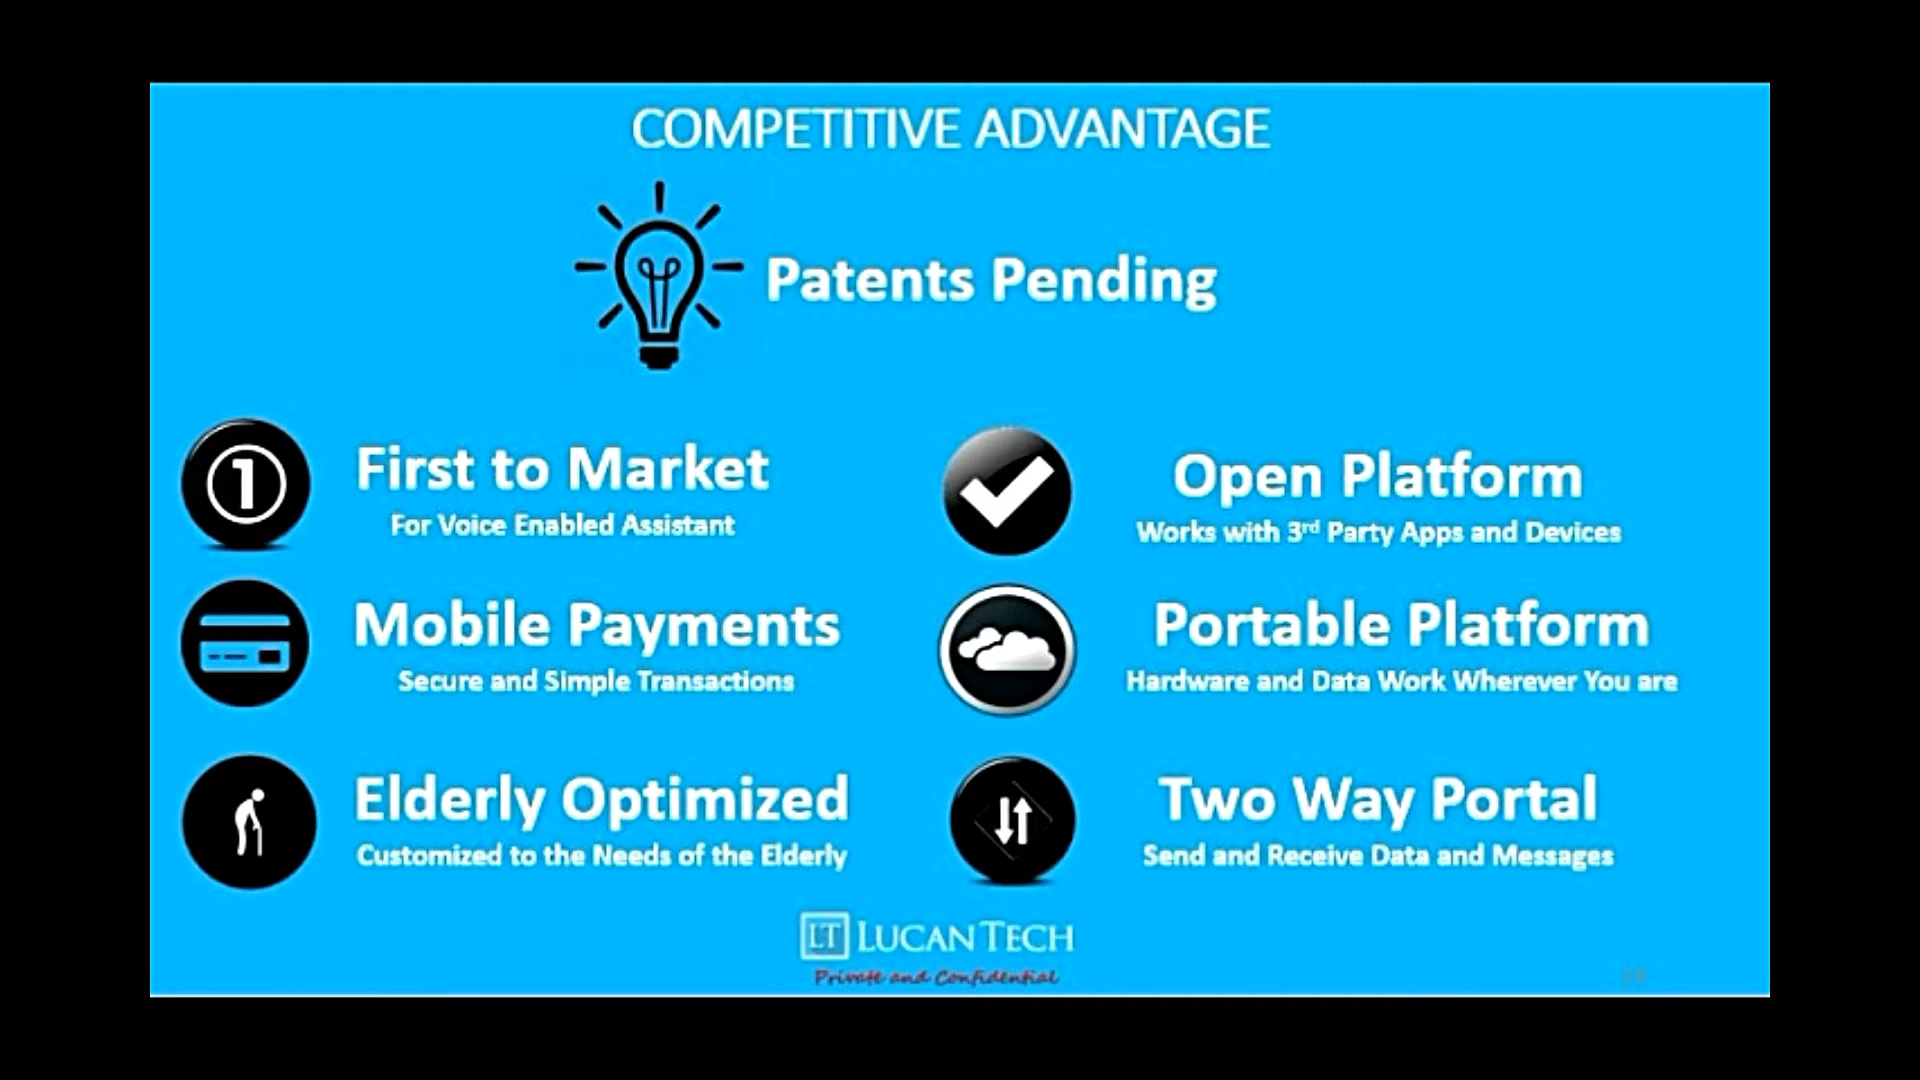 COMPETITIVE ADVANTAGE
Patents Pending
1
First to Market
For Voice Enabled Assistant
Open Platform
Works with 3rd Party Apps and Devices
Mobile Payments
Secure and Simple Transactions
Portable Platform
Hardware and Data Work Wherever You are
Elderly Optimized
Customized to the Needs of the Elderly
Two Way Portal
Send and Receive Data and Messages
LT LUCAN TECH
Private and Confidential